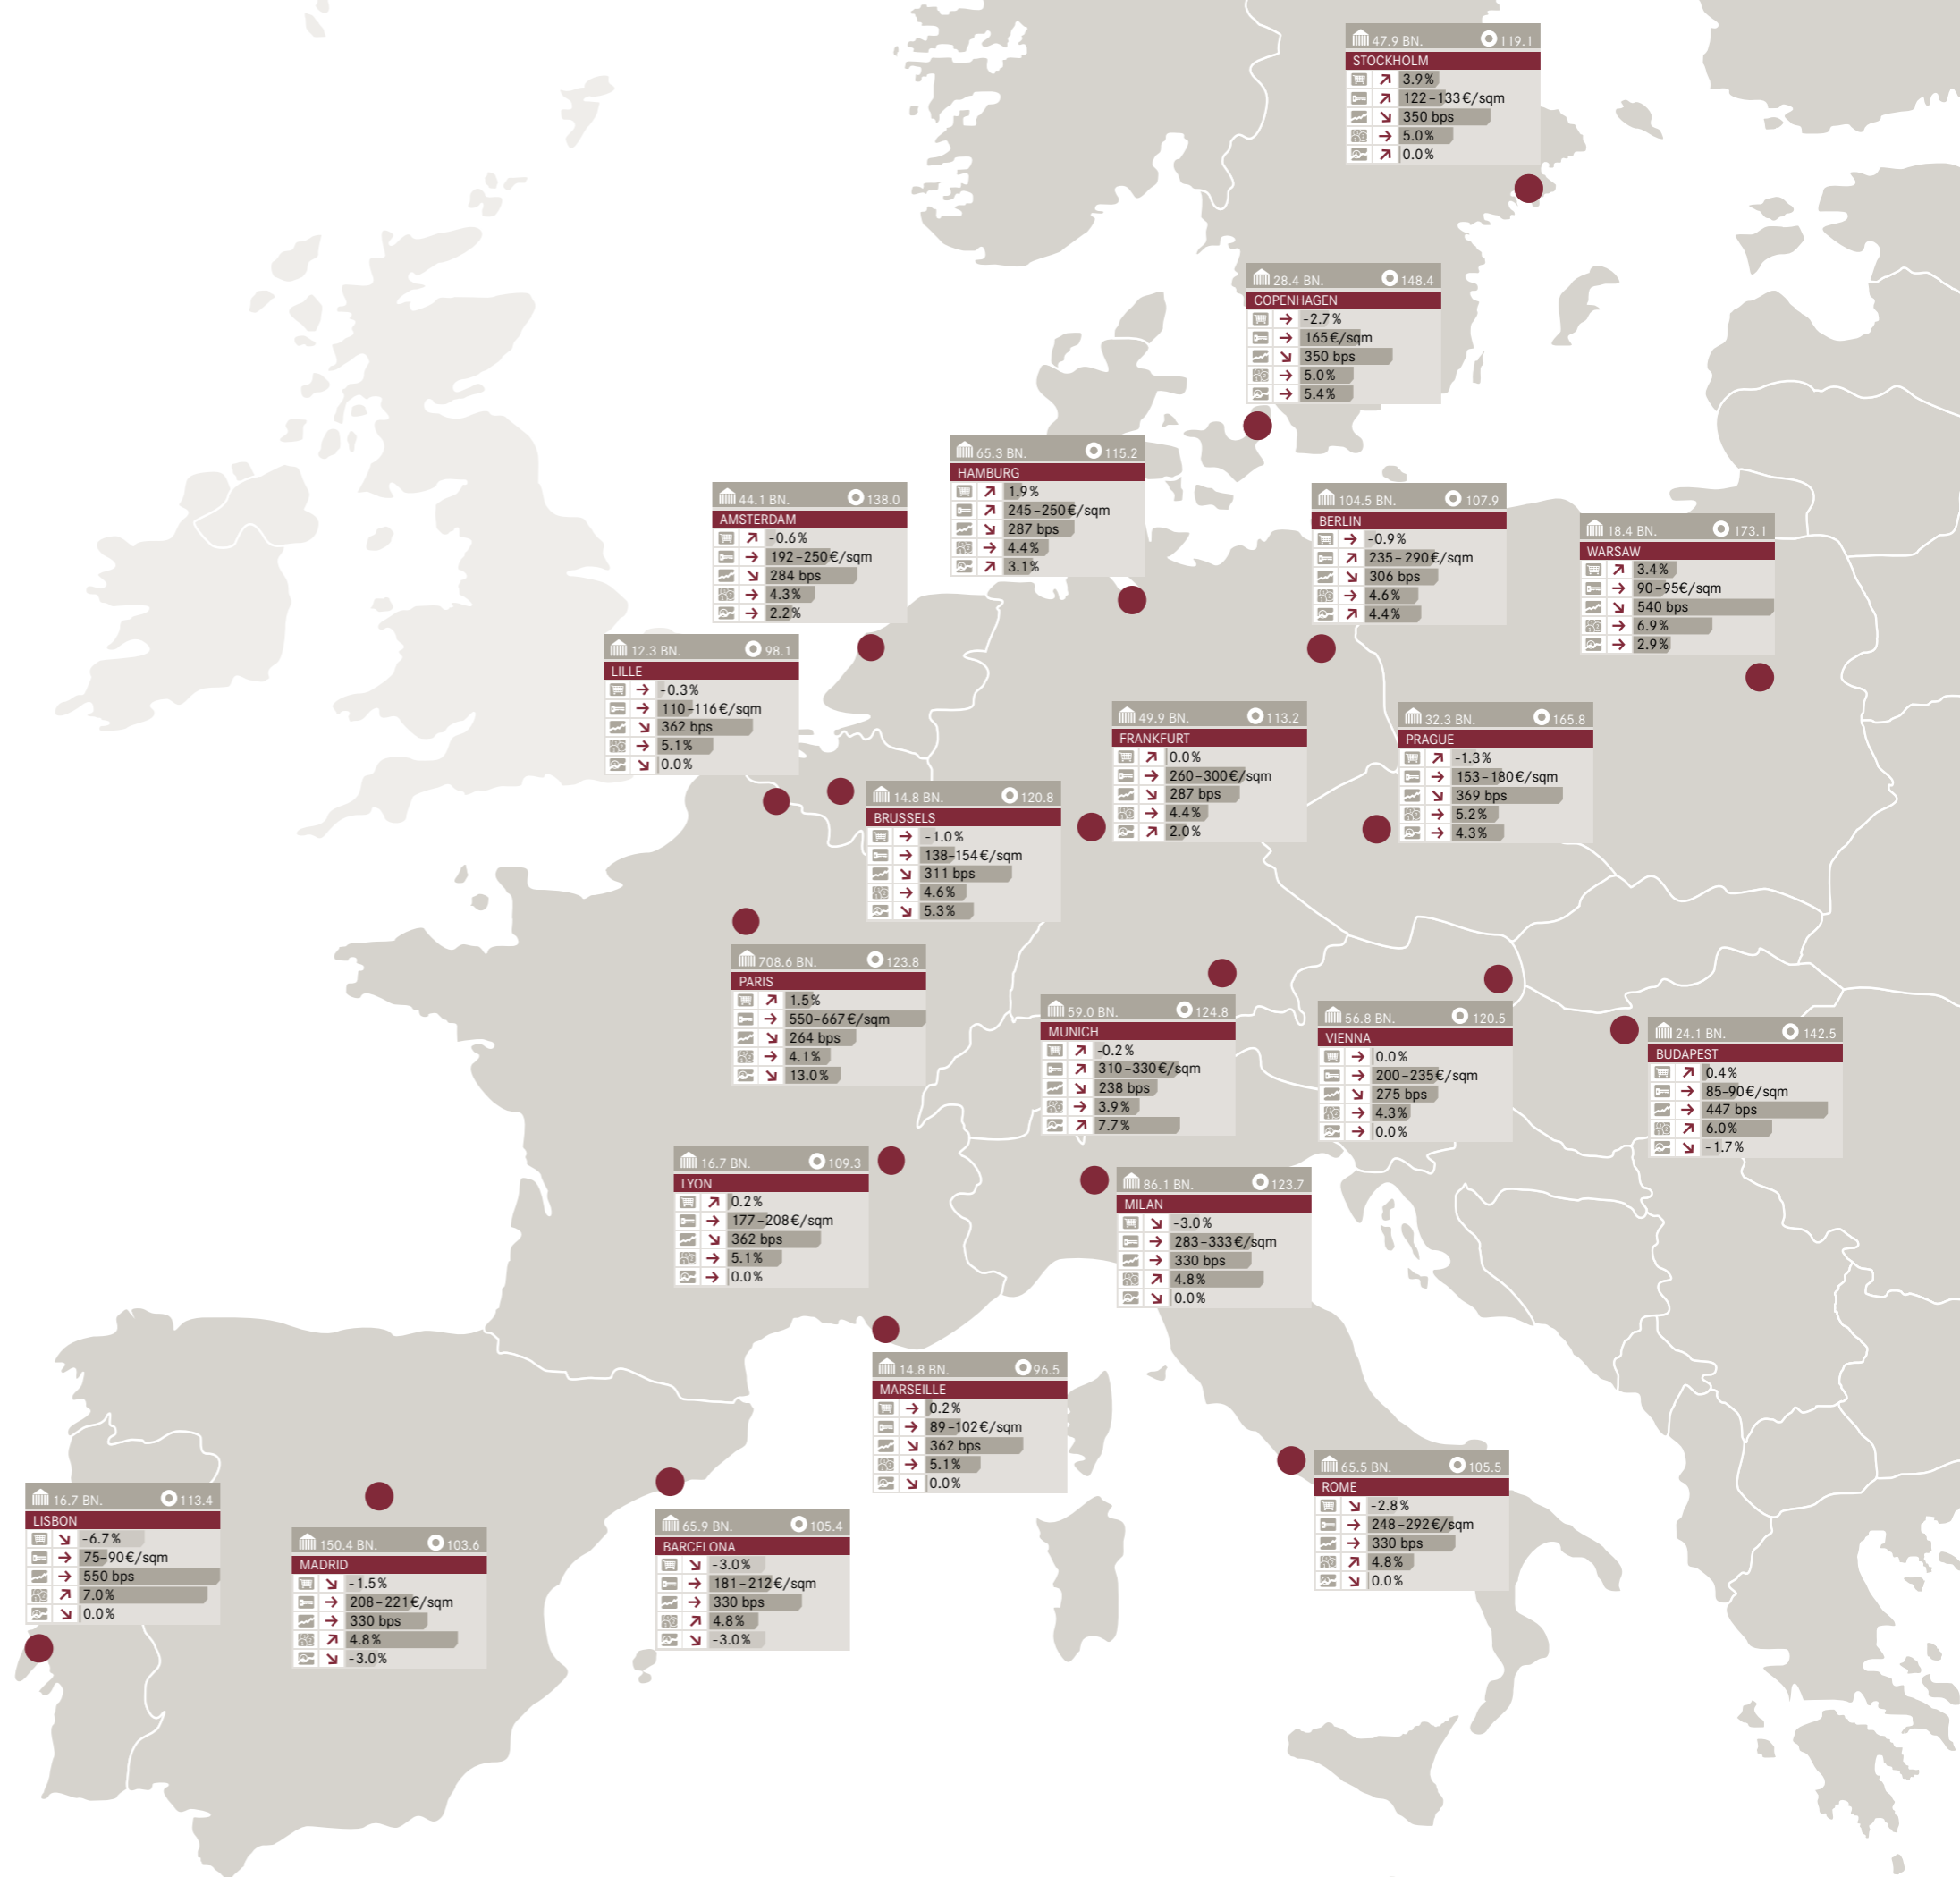 47.9 BN. 119.1
STOCKHOLM
3.9%
122–133€/sqm
350 bps
5.0%
0.0%
28.4 BN. 148.4
COPENHAGEN
-2.7%
165€/sqm
350 bps
5.0%
5.4%
65.3 BN. 115.2
HAMBURG
1.9%
245–250€/sqm
287 bps
4.4%
3.1%
44.1 BN. 138.0
AMSTERDAM
-0.6%
192–250€/sqm
284 bps
4.3%
2.2%
104.5 BN. 107.9
BERLIN
-0.9%
235–290€/sqm
306 bps
4.6%
4.4%
18.4 BN. 173.1
WARSAW
3.4%
90–95€/sqm
540 bps
6.9%
2.9%
12.3 BN. 98.1
LILLE
-0.3%
110–116€/sqm
362 bps
5.1%
0.0%
49.9 BN. 113.2
FRANKFURT
0.0%
260–300€/sqm
287 bps
4.4%
2.0%
32.3 BN. 165.8
PRAGUE
-1.3%
153–180€/sqm
369 bps
5.2%
4.3%
14.8 BN. 120.8
BRUSSELS
-1.0%
138–154€/sqm
311 bps
4.6%
5.3%
708.6 BN. 123.8
PARIS
1.5%
550–667€/sqm
264 bps
4.1%
13.0%
59.0 BN. 124.8
MUNICH
-0.2%
310–330€/sqm
238 bps
3.9%
7.7%
56.8 BN. 120.5
VIENNA
0.0%
200–235€/sqm
275 bps
4.3%
0.0%
24.1 BN. 142.5
BUDAPEST
0.4%
85–90€/sqm
447 bps
6.0%
-1.7%
16.7 BN. 109.3
LYON
0.2%
177–208€/sqm
362 bps
5.1%
0.0%
86.1 BN. 123.7
MILAN
-3.0%
283–333€/sqm
330 bps
4.8%
0.0%
14.8 BN. 96.5
MARSEILLE
0.2%
89–102€/sqm
362 bps
5.1%
0.0%
65.5 BN. 105.5
ROME
-2.8%
248–292€/sqm
330 bps
4.8%
0.0%
16.7 BN. 113.4
LISBON
-6.7%
75–90€/sqm
550 bps
7.0%
0.0%
150.4 BN. 103.6
MADRID
-1.5%
208–221€/sqm
330 bps
4.8%
-3.0%
65.9 BN. 105.4
BARCELONA
-3.0%
181–212€/sqm
330 bps
4.8%
-3.0%